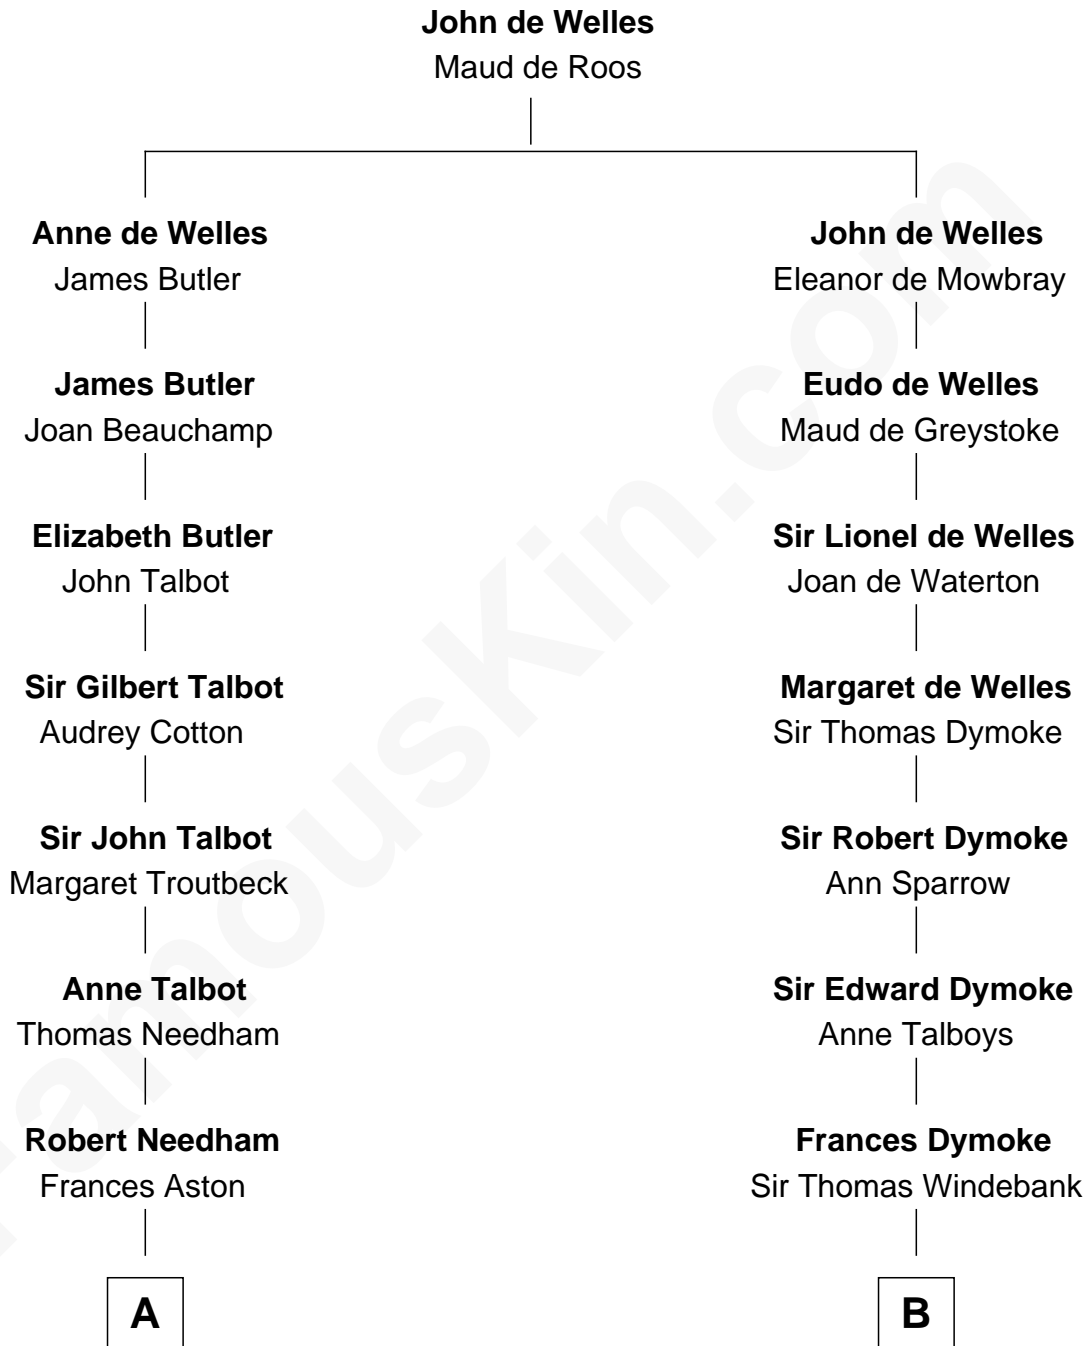 John de Welles
Maud de Roos
Anne de Welles
James Butler
John de Welles
Eleanor de Mowbray
James Butler
Joan Beauchamp
Eudo de Welles
Maud de Greystoke
Elizabeth Butler
John Talbot
Sir Lionel de Welles
Joan de Waterton
Sir Gilbert Talbot
Audrey Cotton
Margaret de Welles
Sir Thomas Dymoke
Sir John Talbot
Margaret Troutbeck
Sir Robert Dymoke
Ann Sparrow
Anne Talbot
Thomas Needham
Sir Edward Dymoke
Anne Talboys
Robert Needham
Frances Aston
Frances Dymoke
Sir Thomas Windebank
A
B
FamousKin.com